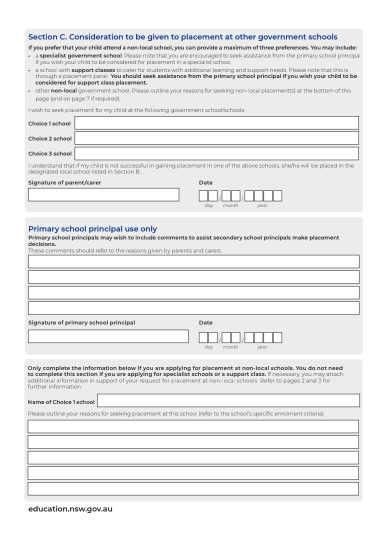 Section C. Consideration to be given to placement at other government schools
If you prefer that your child attend a non-local school, you can provide a maximum of three preferences. You may include:
• a specialist government school. Please note that you are encouraged to seek assistance from the primary school principal
if you wish your child to be considered for placement in a specialist school.
• a school with support classes to cater for students with additional learning and support needs. Please note that this is
through a placement panel. You should seek assistance from the primary school principal if you wish your child to be
considered for support class placement.
• other non-local government school. Please outline your reasons for seeking non-local placement(s) at the bottom of this
page (and on page 7 if required).
I wish to seek placement for my child at the following government school/schools:
Choice 1 school
Choice 2 school
Choice 3 school
I understand that if my child is not successful in gaining placement in one of the above schools, she/he will be placed in the
designated local school listed in Section B.
Signature of parent/carer Date
/ /
day month year
Primary school principal use only
Primary school principals may wish to include comments to assist secondary school principals make placement
decisions.
These comments should refer to the reasons given by parents and carers.
Signature of primary school principal Date
/ /
day month year
Only complete the information below if you are applying for placement at non-local schools. You do not need
to complete this section if you are applying for specialist schools or a support class. If necessary, you may attach
additional information in support of your request for placement at non-local schools. Refer to pages 2 and 3 for
further information.
Name of Choice 1 school
Please outline your reasons for seeking placement at this school (refer to the school's specific enrolment criteria).
education.nsw.gov.au